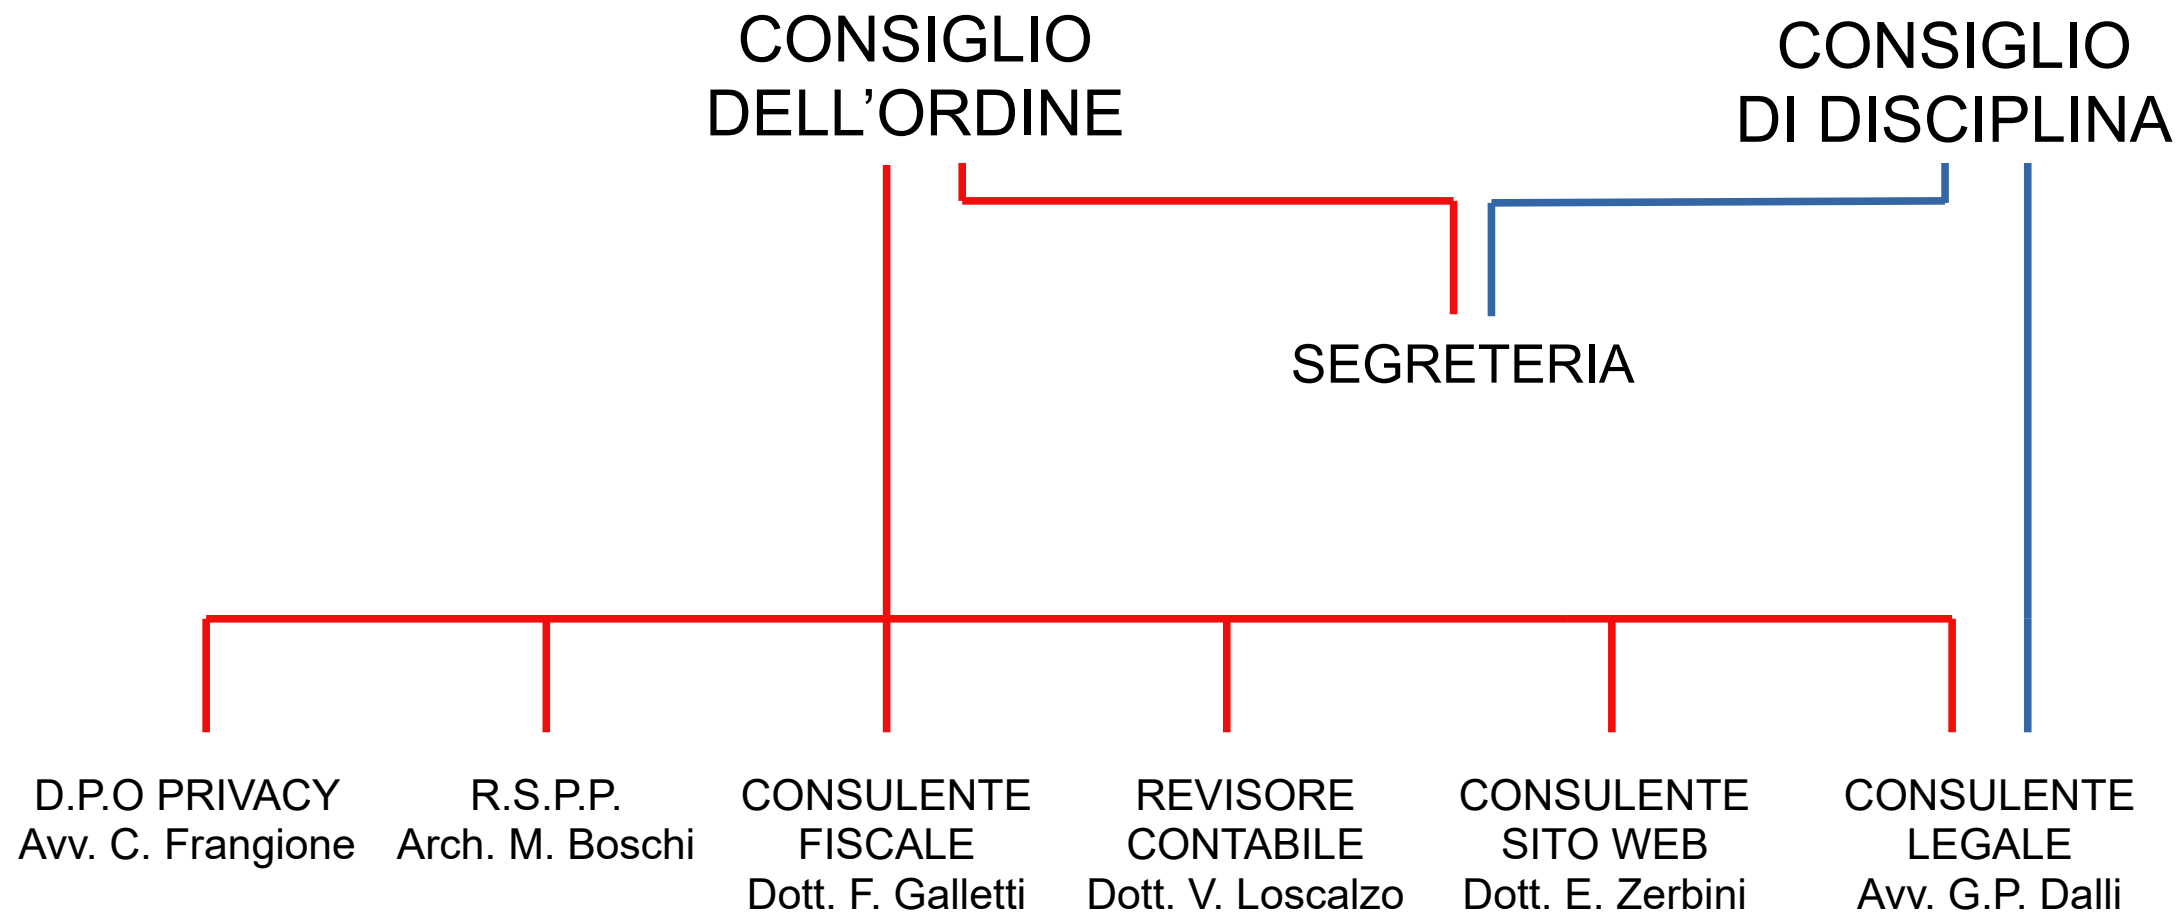 CONSIGLIO
DELL’ORDINE
CONSIGLIO
DI DISCIPLINA
SEGRETERIA
D.P.O PRIVACY
Avv. C. Frangione
R.S.P.P.
Arch. M. Boschi
CONSULENTE
FISCALE
Dott. F. Galletti
REVISORE
CONTABILE
Dott. V. Loscalzo
CONSULENTE
SITO WEB
Dott. E. Zerbini
CONSULENTE
LEGALE
Avv. G.P. Dalli